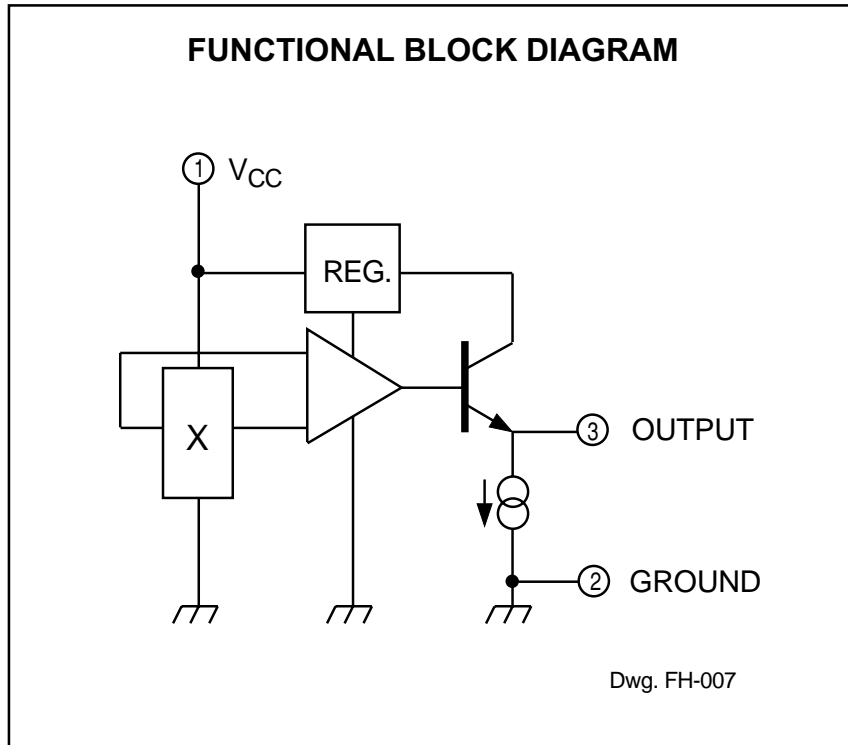 FUNCTIONAL BLOCK DIAGRAM
1 VCC
REG.
X
3 OUTPUT
2 GROUND
Dwg. FH-007